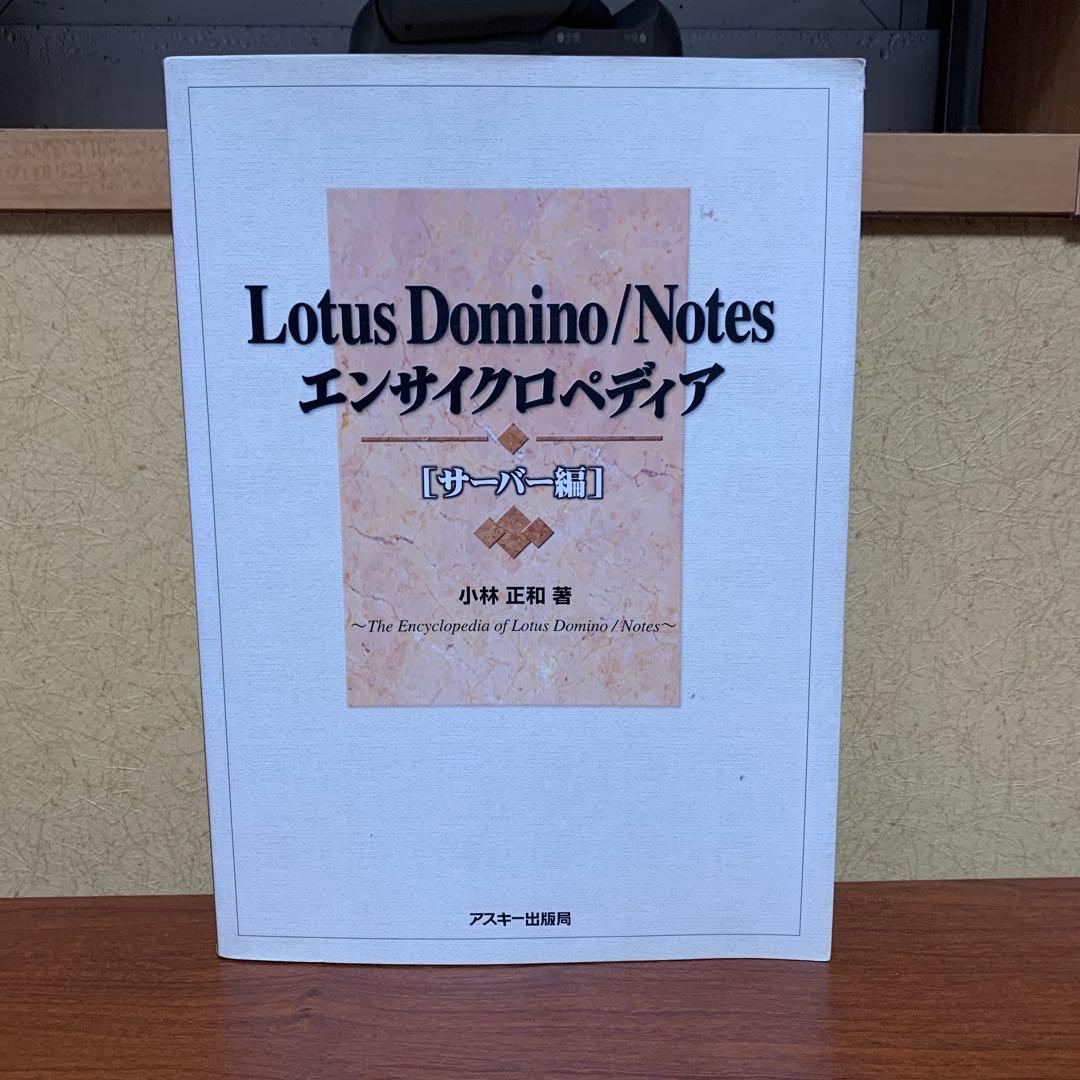 Lotus Domino/Notes
エンサイクロペディア
[サーバー編]
小林 正和 著
～The Encyclopedia of Lotus Domino / Notes～
アスキー出版局